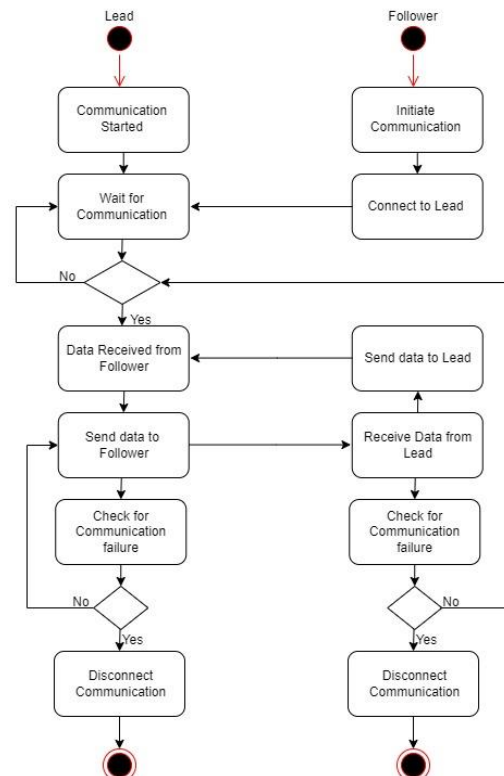 Lead
Follower
Communication
Started
Initiate
Communication
Wait for
Communication
Connect to Lead
No
Yes
Data Received from
Follower
Send data to Lead
Send data to
Follower
Receive Data from
Lead
Check for
Communication
failure
Check for
Communication
failure
No
No
Yes
Yes
Disconnect
Communication
Disconnect
Communication